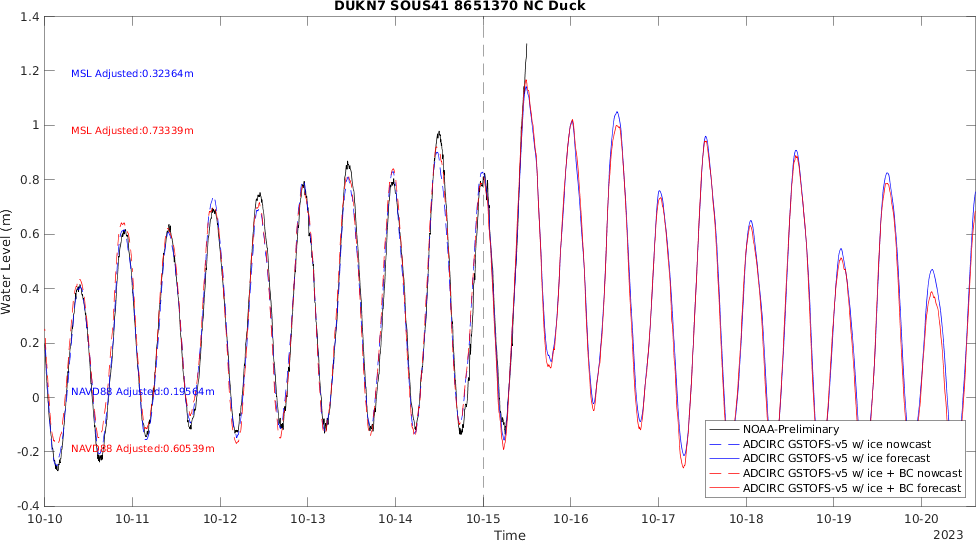 DUKN7 SOUS41 8651370 NC Duck
1.4
1.2
1
0.8
0.6
0.4
0.2
0
-0.2
-0.4
Water Level (m)
MSL Adjusted:0.32364m
MSL Adjusted:0.73339m
NAVD88 Adjusted:0.19564m
NAVD88 Adjusted:0.60539m
NOAA-Preliminary
ADCIRC GSTOFS-v5 w/ ice nowcast
ADCIRC GSTOFS-v5 w/ ice forecast
ADCIRC GSTOFS-v5 w/ ice + BC nowcast
ADCIRC GSTOFS-v5 w/ ice + BC forecast
10-10 10-11 10-12 10-13 10-14 10-15 10-16 10-17 10-18 10-19 10-20
Time
2023